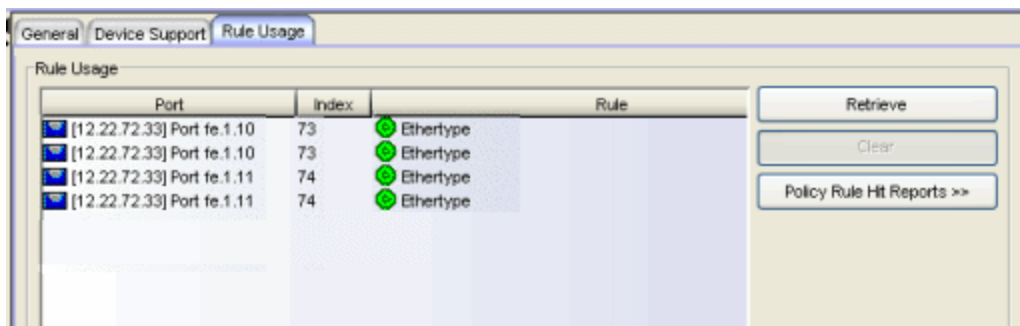 General Device Support Rule Usage
Rule Usage
Port Index Rule Retrieve
[12.22.72.33] Port fe.1.10 73 Ethertype
[12.22.72.33] Port fe.1.10 73 Ethertype Clear
[12.22.72.33] Port fe.1.11 74 Ethertype
[12.22.72.33] Port fe.1.11 74 Ethertype Policy Rule Hit Reports >>